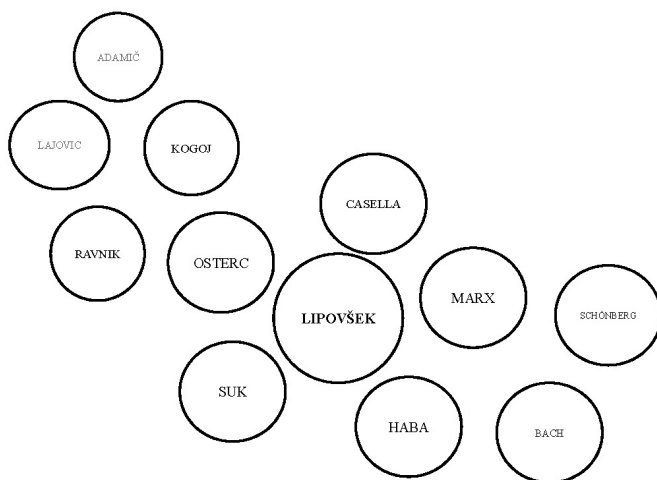 ADAMIČ
LAJOVIC
KOGOJ
CASELLA
RAVNIK
OSTERC
MARX
LIPOVŠEK
SCHÖNBERG
SUK
HABA
BACH